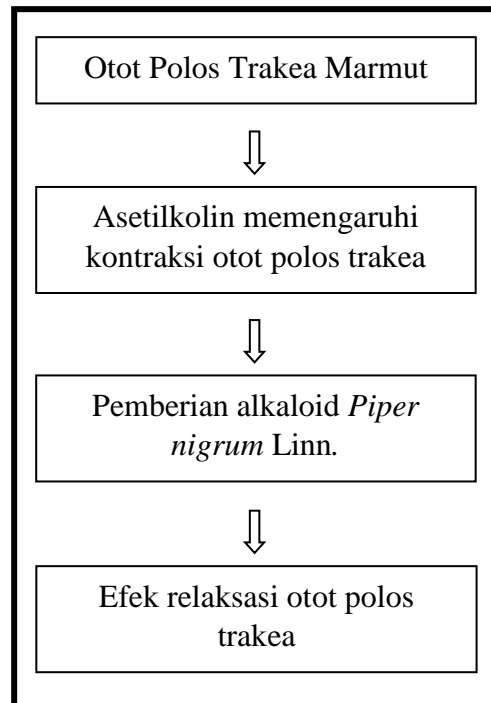 Otot Polos Trakea Marmut
Asetilkolin memengaruhi
kontraksi otot polos trakea
Pemberian alkaloid Piper
nigrum Linn.
Efek relaksasi otot polos
trakea